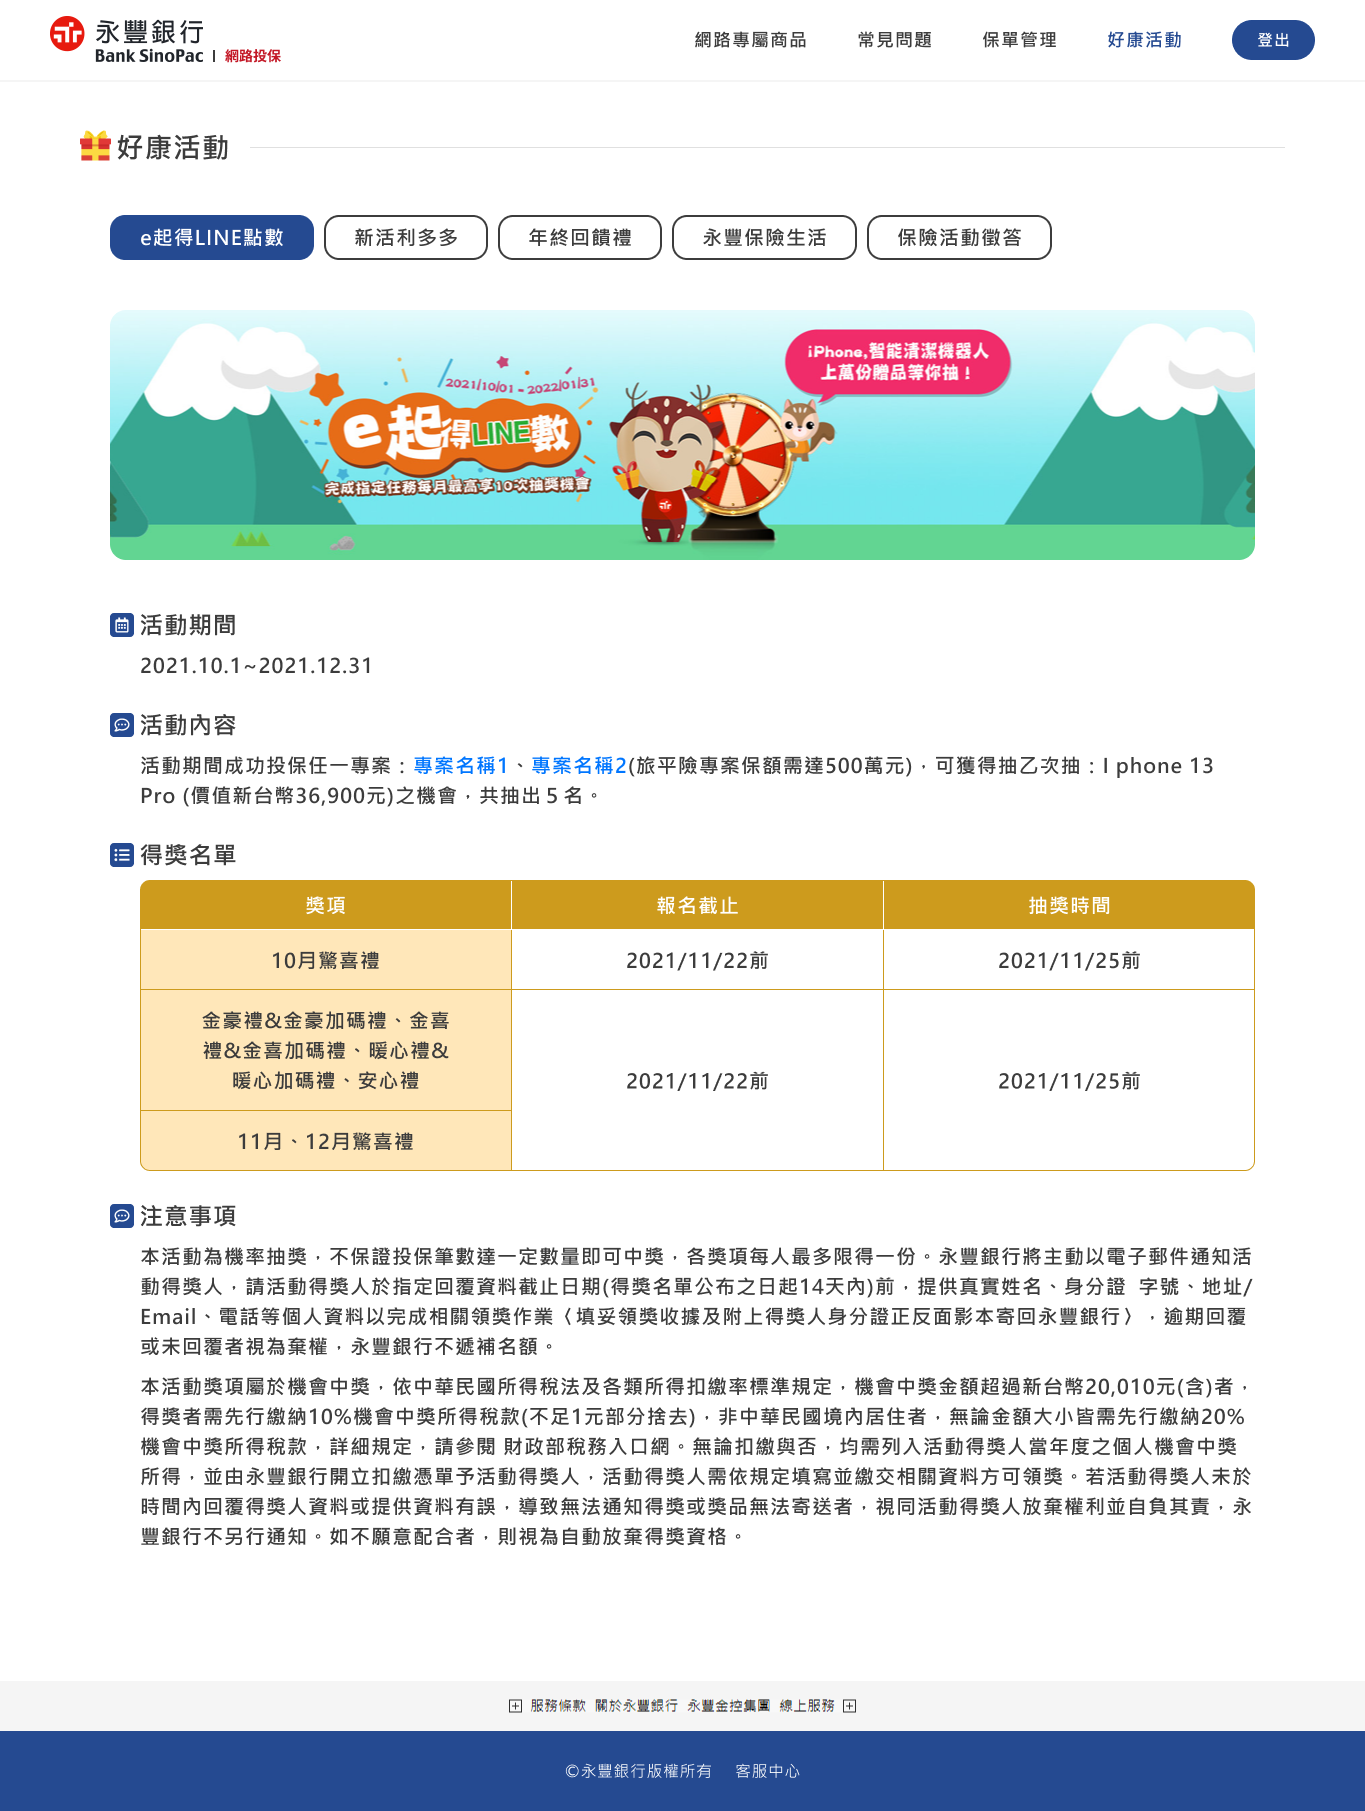 永豐銀行
Bank SinoPac | 網路投保
網路專屬商品 常見問題 保單管理 好康活動 登出
好康活動
e起得LINE點數 新活利多多 年終回饋禮 永豐保險生活 保險活動徵答
iPhone,智能清潔機器人
上萬份贈品等你抽！
2021/10/01 - 2022/01/31
e起得LINE數
完成指定任務每月最高享10次抽獎機會
活動期間
2021.10.1~2021.12.31
活動內容
活動期間成功投保任一專案：專案名稱1、專案名稱2(旅平險專案保額需達500萬元)，可獲得抽乙次抽：I phone 13
Pro (價值新台幣36,900元)之機會，共抽出５名。
得獎名單
獎項 報名截止 抽獎時間
10月驚喜禮 2021/11/22前 2021/11/25前
金豪禮&金豪加碼禮、金喜
禮&金喜加碼禮、暖心禮&
暖心加碼禮、安心禮
2021/11/22前 2021/11/25前
11月、12月驚喜禮
注意事項
本活動為機率抽獎，不保證投保筆數達一定數量即可中獎，各獎項每人最多限得一份。永豐銀行將主動以電子郵件通知活
動得獎人，請活動得獎人於指定回覆資料截止日期(得獎名單公布之日起14天內)前，提供真實姓名、身分證 字號、地址/
Email、電話等個人資料以完成相關領獎作業〈填妥領獎收據及附上得獎人身分證正反面影本寄回永豐銀行〉，逾期回覆
或未回覆者視為棄權，永豐銀行不遞補名額。
本活動獎項屬於機會中獎，依中華民國所得稅法及各類所得扣繳率標準規定，機會中獎金額超過新台幣20,010元(含)者，
得獎者需先行繳納10%機會中獎所得稅款(不足1元部分捨去)，非中華民國境內居住者，無論金額大小皆需先行繳納20%
機會中獎所得稅款，詳細規定，請參閱 財政部稅務入口網。無論扣繳與否，均需列入活動得獎人當年度之個人機會中獎
所得，並由永豐銀行開立扣繳憑單予活動得獎人，活動得獎人需依規定填寫並繳交相關資料方可領獎。若活動得獎人未於
時間內回覆得獎人資料或提供資料有誤，導致無法通知得獎或獎品無法寄送者，視同活動得獎人放棄權利並自負其責，永
豐銀行不另行通知。如不願意配合者，則視為自動放棄得獎資格。
服務條款 關於永豐銀行 永豐金控集團 線上服務
©永豐銀行版權所有 客服中心